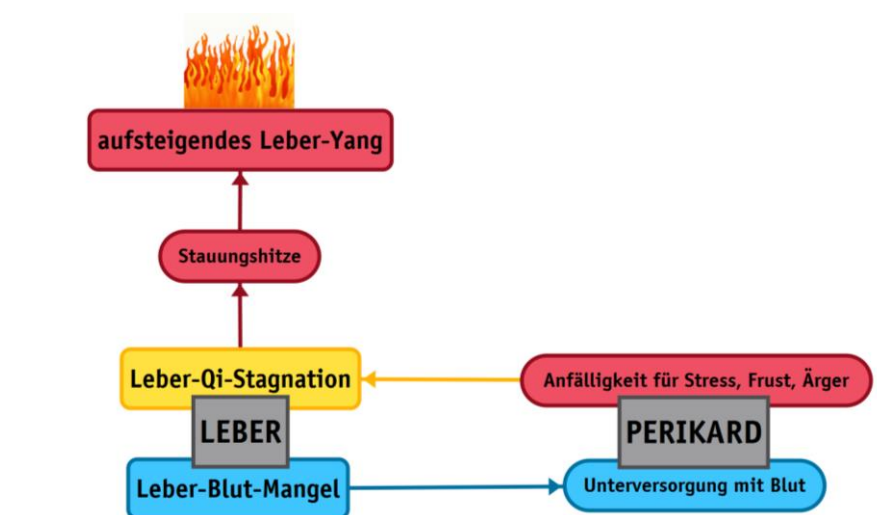 aufsteigendes Leber-Yang
Stauungshitze
Leber-Qi-Stagnation
Anfälligkeit für Stress, Frust, Ärger
LEBER
PERIKARD
Leber-Blut-Mangel
Unterversorgung mit Blut